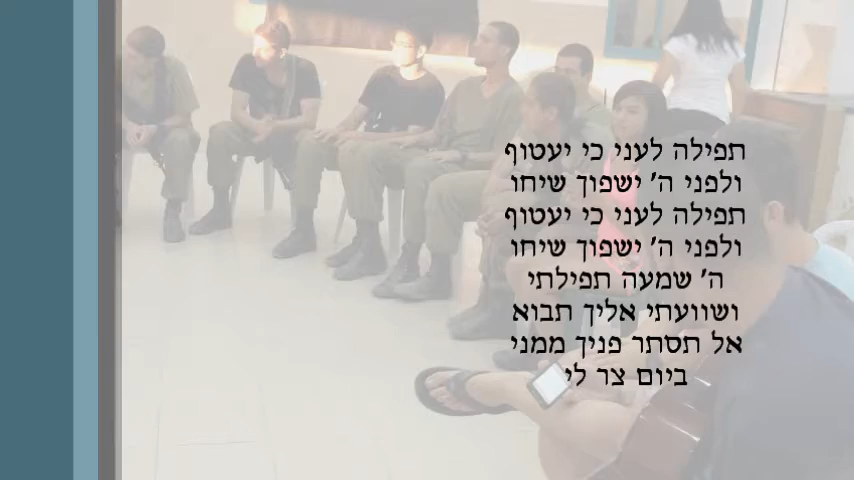 תפילה לעני כי יעטוף
ולפני ה' ישפוך שיחו
תפילה לעני כי יעטוף
ולפני ה' ישפוך שיחו
ה' שמעה תפילתי
ושוועתי אליך תבוא
אל תסתר פניך ממני
ביום צר לי